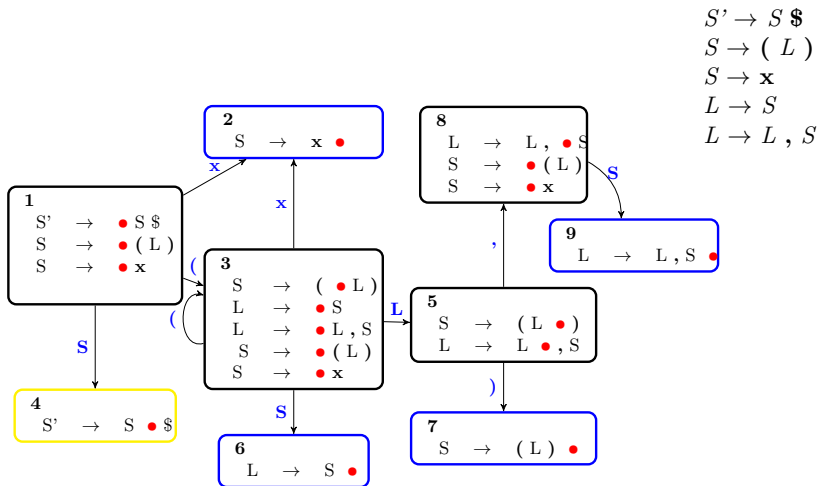 S’ → S $
S → ( L )
S → x
L → S
L → L , S
1
S' → ● S $
S → ● ( L )
S → ● x
2
S → x ●
3
S → ( ● L )
L → ● S
L → ● L , S
S → ● ( L )
S → ● x
4
S' → S ● $
5
S → ( L ● )
L → L ● , S
6
L → S ●
7
S → ( L ) ●
8
L → L , ● S
S → ● ( L )
S → ● x
9
L → L , S ●
x
x
(
(
S
S
L
,
)
S